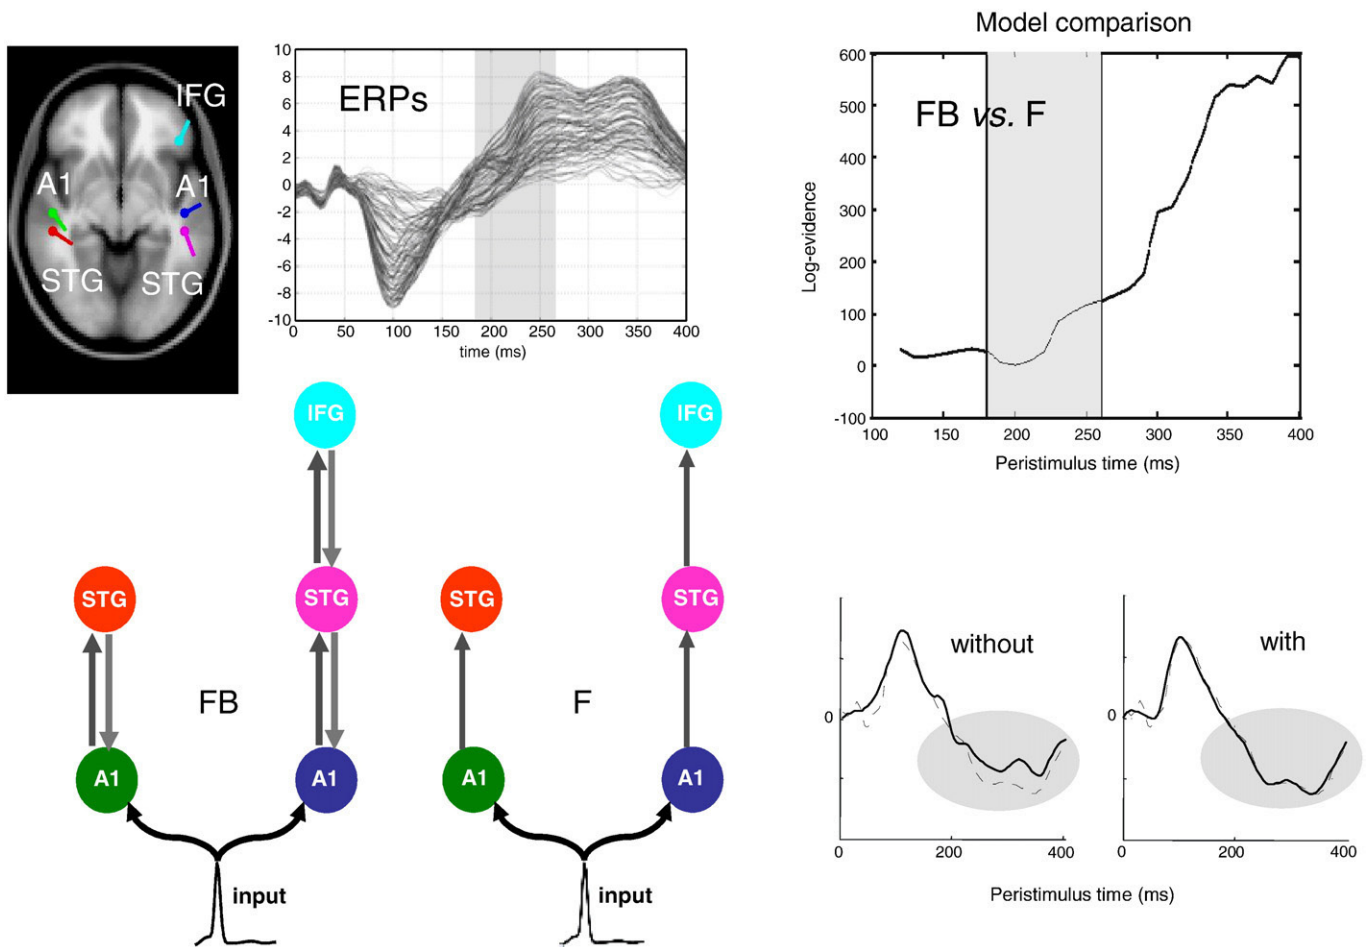 IFG
A1
A1
STG
STG
10
8
6
4
2
0
-2
-4
-6
-8
-10
ERPs
0 50 100 150 200 250 300 350 400
time (ms)
Model comparison
600
500
400
300
200
100
0
-100
Log-evidence
FB vs. F
100 150 200 250 300 350 400
Peristimulus time (ms)
IFG
STG
STG
FB
A1
A1
input
IFG
STG
STG
F
A1
A1
input
without
0
0 200 400
with
0
0 200 400
Peristimulus time (ms)